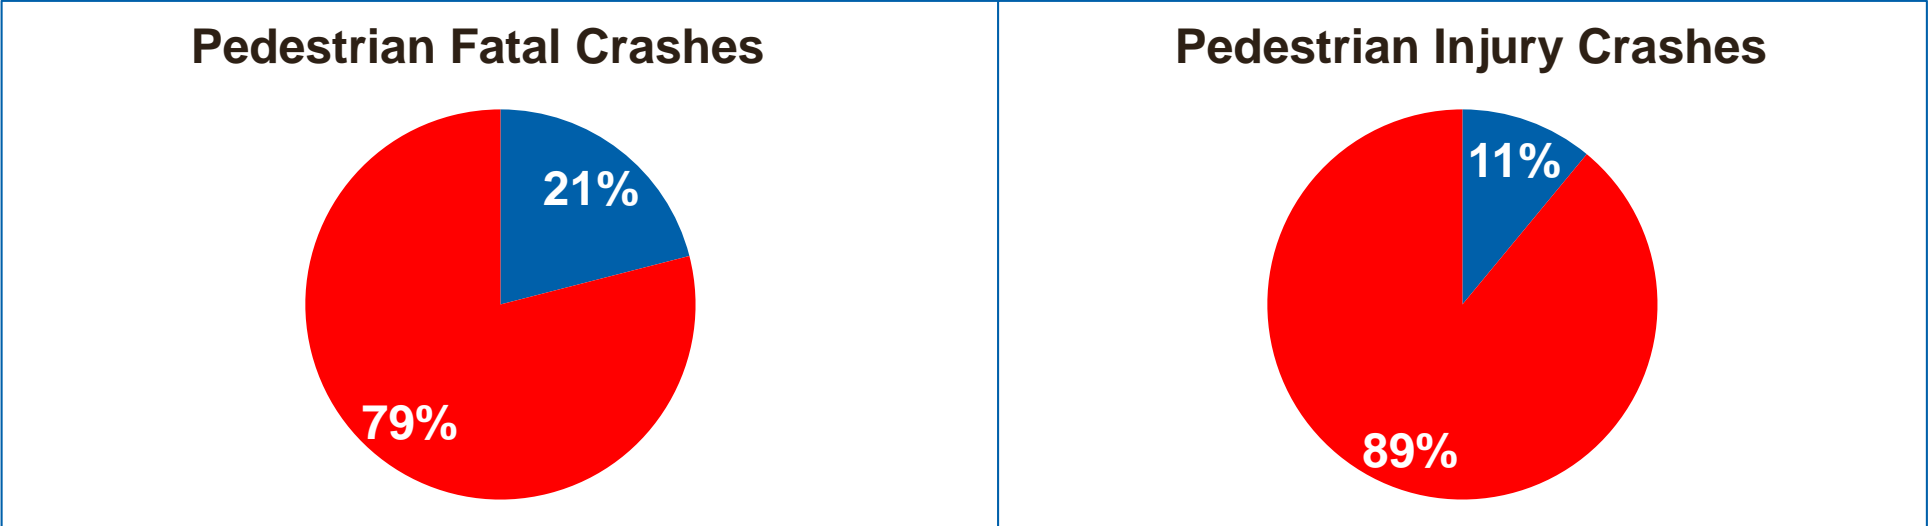 Pedestrian Fatal Crashes
21%
79%
Pedestrian Injury Crashes
11%
89%